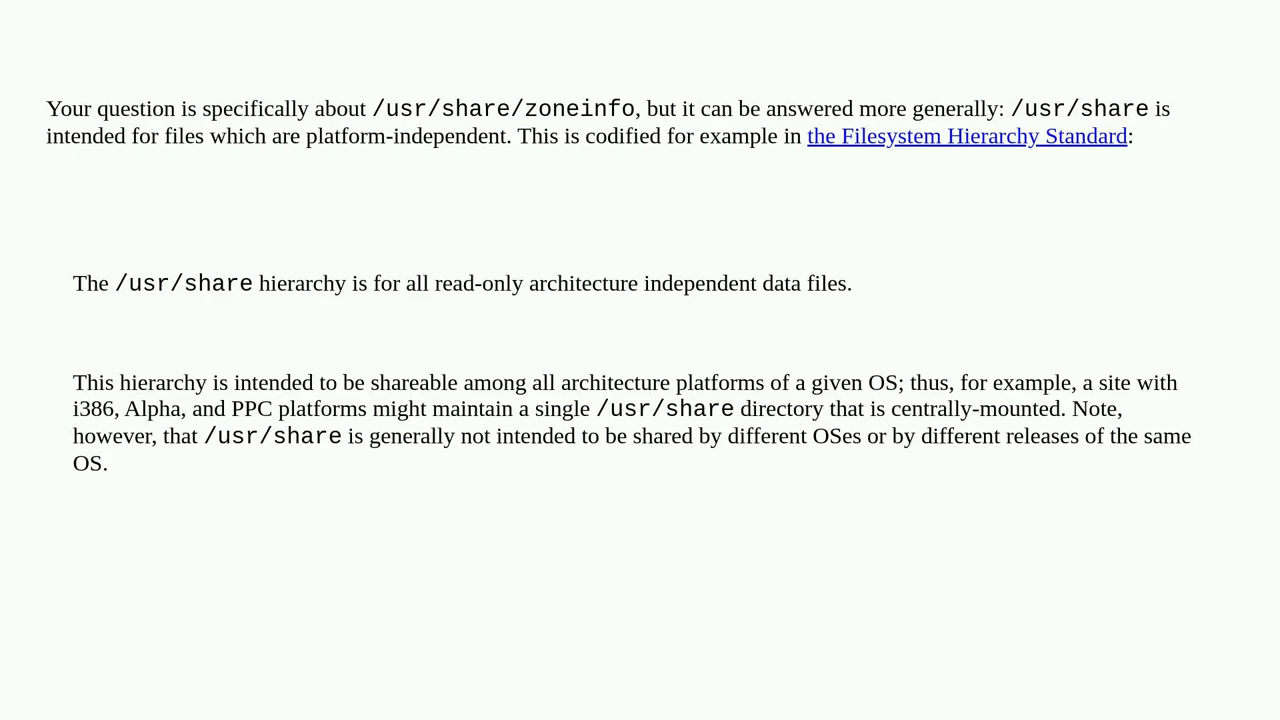 Your question is specifically about /usr/share/zoneinfo, but it can be answered more generally: /usr/share is
intended for files which are platform-independent. This is codified for example in the Filesystem Hierarchy Standard:
The /usr/share hierarchy is for all read-only architecture independent data files.
This hierarchy is intended to be shareable among all architecture platforms of a given OS; thus, for example, a site with
i386, Alpha, and PPC platforms might maintain a single /usr/share directory that is centrally-mounted. Note,
however, that /usr/share is generally not intended to be shared by different OSes or by different releases of the same
OS.